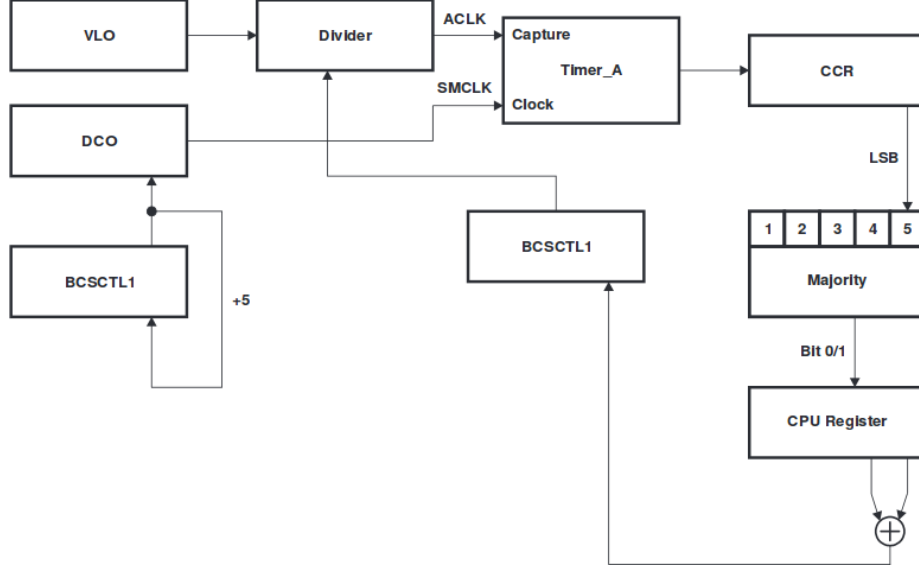 VLO
Divider
ACLK
Capture
Timer_A
CCR
SMCLK
Clock
DCO
LSB
1 2 3 4 5
BCSCTL1
BCSCTL1
Majority
+5
Bit 0/1
CPU Register